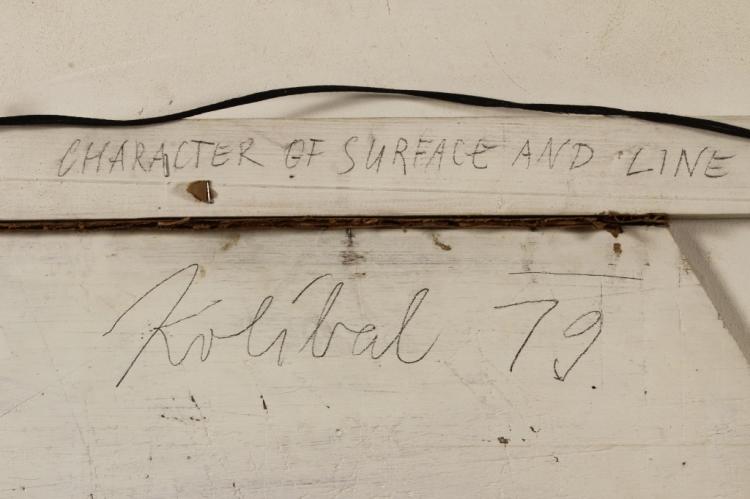 CHARACTER OF SURFACE AND LINE
Kolíbal 79